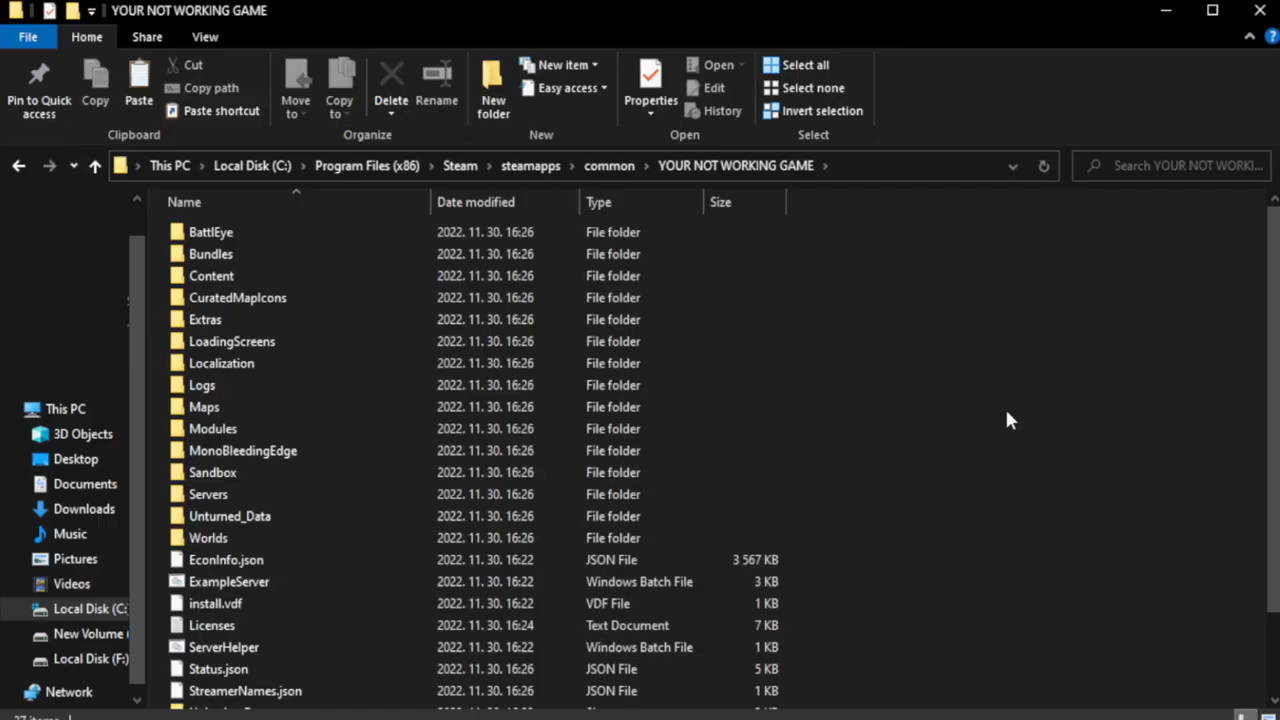 YOUR NOT WORKING GAME
File Home Share View
Pin to Quick access
Copy
Paste
Cut
Copy path
Paste shortcut
Clipboard
Move to
Copy to
Delete
Rename
Organize
New folder
New item
Easy access
New
Properties
Open
Edit
History
Open
Select all
Select none
Invert selection
Select
This PC > Local Disk (C:) > Program Files (x86) > Steam > steamapps > common > YOUR NOT WORKING GAME >
Search YOUR NOT WORKI...
Name Date modified Type Size
BattlEye 2022. 11. 30. 16:26 File folder
Bundles 2022. 11. 30. 16:26 File folder
Content 2022. 11. 30. 16:26 File folder
CuratedMapIcons 2022. 11. 30. 16:26 File folder
Extras 2022. 11. 30. 16:26 File folder
LoadingScreens 2022. 11. 30. 16:26 File folder
Localization 2022. 11. 30. 16:26 File folder
Logs 2022. 11. 30. 16:26 File folder
Maps 2022. 11. 30. 16:26 File folder
Modules 2022. 11. 30. 16:26 File folder
MonoBleedingEdge 2022. 11. 30. 16:26 File folder
Sandbox 2022. 11. 30. 16:26 File folder
Servers 2022. 11. 30. 16:26 File folder
Unturned_Data 2022. 11. 30. 16:26 File folder
Worlds 2022. 11. 30. 16:26 File folder
EconInfo.json 2022. 11. 30. 16:22 JSON File 3 567 KB
ExampleServer 2022. 11. 30. 16:22 Windows Batch File 3 KB
install.vdf 2022. 11. 30. 16:22 VDF File 1 KB
Licenses 2022. 11. 30. 16:24 Text Document 7 KB
ServerHelper 2022. 11. 30. 16:22 Windows Batch File 1 KB
Status.json 2022. 11. 30. 16:26 JSON File 5 KB
StreamerNames.json 2022. 11. 30. 16:26 JSON File 1 KB
This PC
3D Objects
Desktop
Documents
Downloads
Music
Pictures
Videos
Local Disk (C:
New Volume (
Local Disk (F:)
Network
27 items